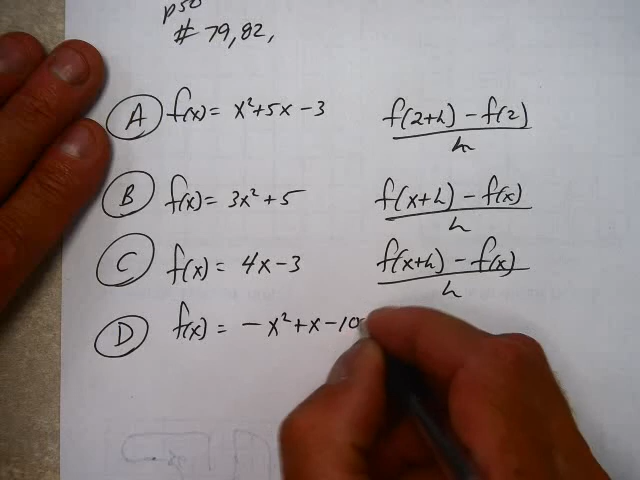 p50
# 79, 82,
A f(x) = x²+5x-3 f(2+h) - f(2) / h
B f(x) = 3x²+5 f(x+h) - f(x) / h
C f(x) = 4x-3 f(x+h) - f(x) / h
D f(x) = -x²+x-10